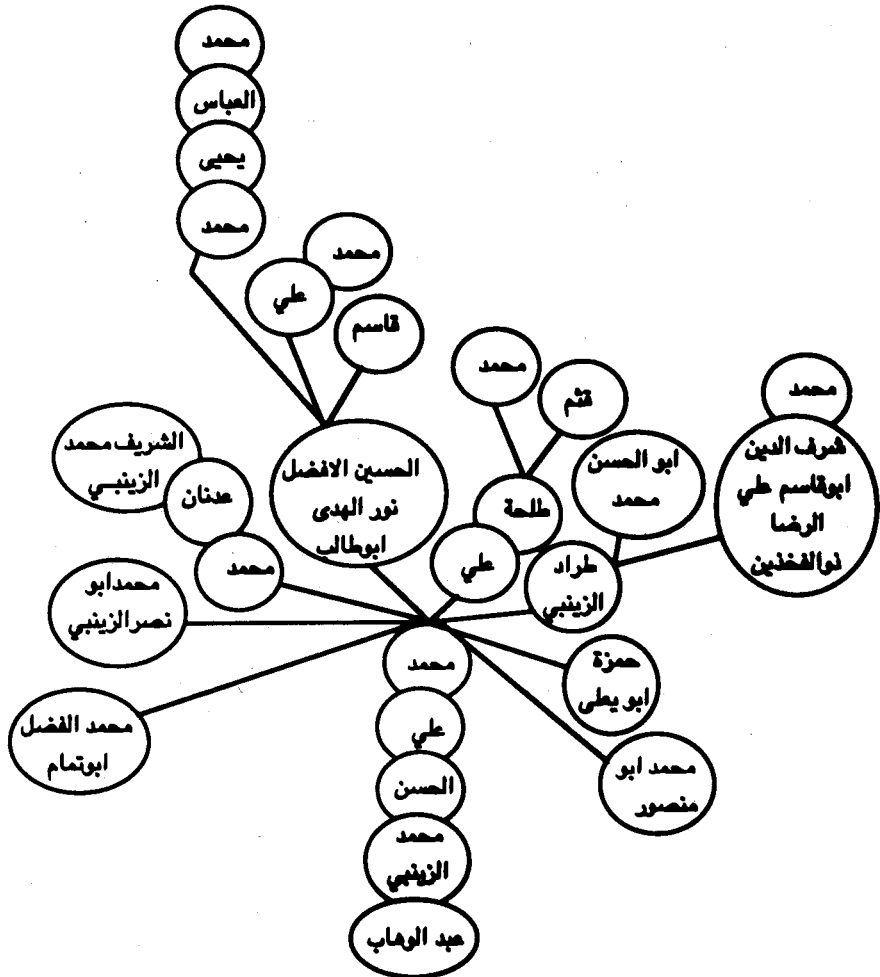 محمد
العباس
يحيى
محمد
محمد
علي
قاسم
محمد
قثم
محمد
شرف الدين
ابوقاسم علي
الرضا
ذوالفخذين
ابو الحسن
محمد
طلحة
علي
طراد
الزينبي
الحسين الافضل
نور الهدى
ابوطالب
الشريف محمد
الزينبي
عدنان
محمد
محمدابو
نصرالزينبي
محمد الفضل
ابوتمام
حمزة
ابو يطى
محمد ابو
منصور
محمد
علي
الحسن
محمد
الزينبي
عبد الوهاب